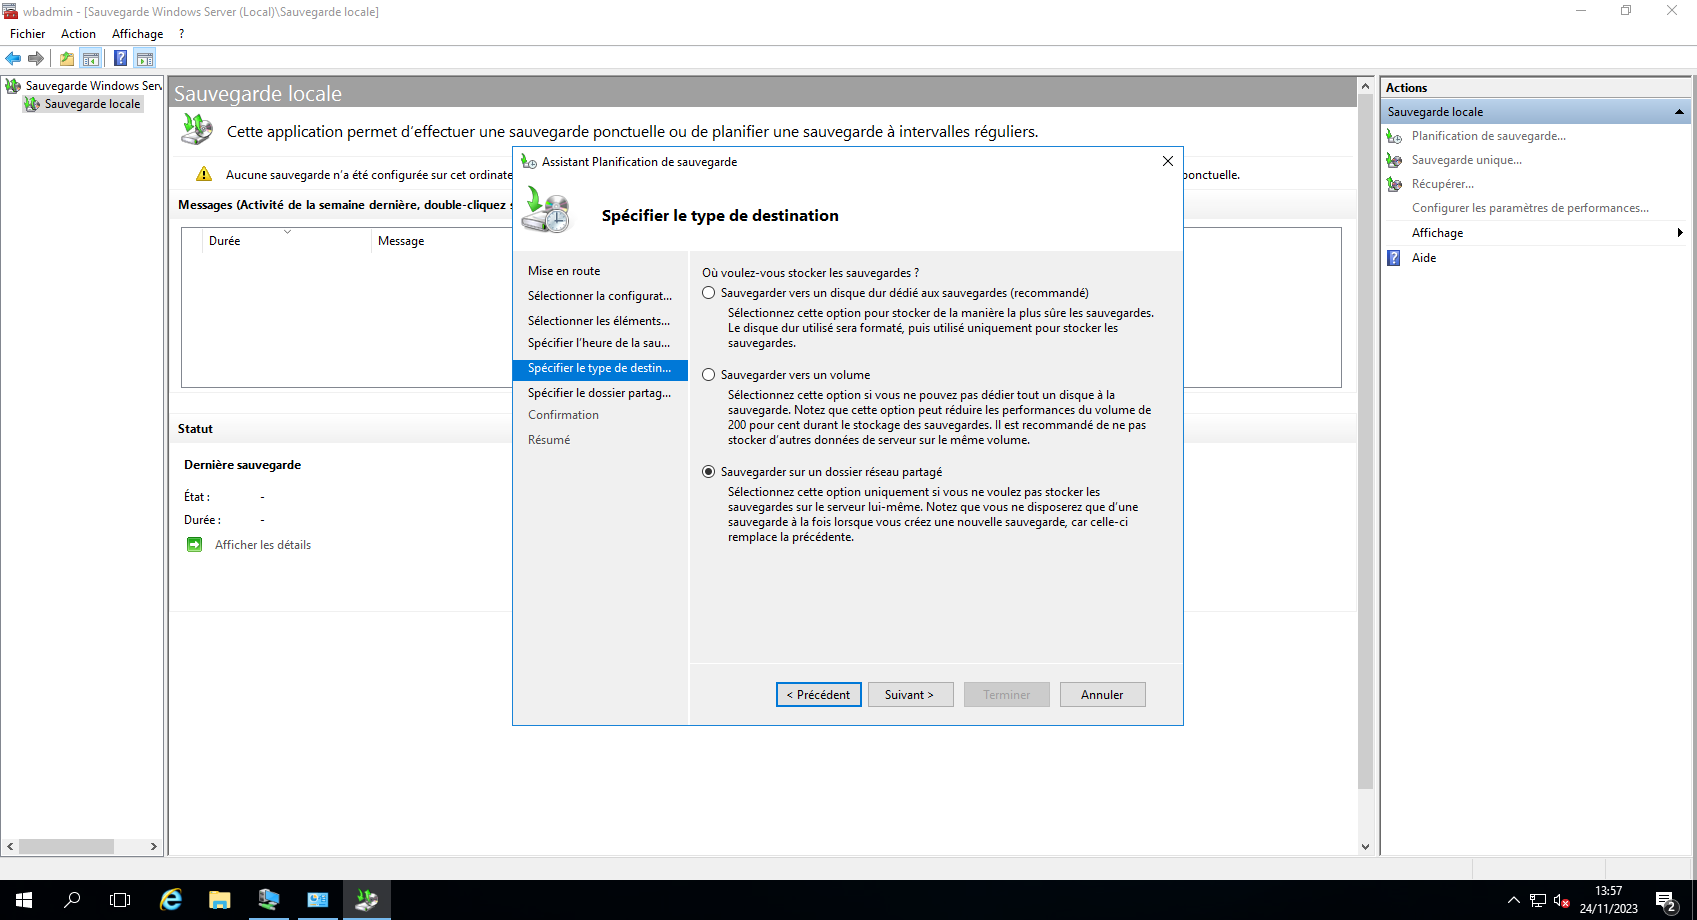 wbadmin - [Sauvegarde Windows Server (Local)\Sauvegarde locale]
Fichier Action Affichage ?
Sauvegarde Windows Serv
Sauvegarde locale
Sauvegarde locale
Cette application permet d'effectuer une sauvegarde ponctuelle ou de planifier une sauvegarde à intervalles réguliers.
Aucune sauvegarde n'a été configurée sur cet ordinate
ponctuelle.
Messages (Activité de la semaine dernière, double-cliquez s
Durée Message
Statut
Dernière sauvegarde
État : -
Durée : -
Afficher les détails
Assistant Planification de sauvegarde
Spécifier le type de destination
Mise en route
Sélectionner la configurat...
Sélectionner les éléments...
Spécifier l'heure de la sau...
Spécifier le type de destin...
Spécifier le dossier partag...
Confirmation
Résumé
Où voulez-vous stocker les sauvegardes ?
Sauvegarder vers un disque dur dédié aux sauvegardes (recommandé)
Sélectionnez cette option pour stocker de la manière la plus sûre les sauvegardes.
Le disque dur utilisé sera formaté, puis utilisé uniquement pour stocker les
sauvegardes.
Sauvegarder vers un volume
Sélectionnez cette option si vous ne pouvez pas dédier tout un disque à la
sauvegarde. Notez que cette option peut réduire les performances du volume de
200 pour cent durant le stockage des sauvegardes. Il est recommandé de ne pas
stocker d'autres données de serveur sur le même volume.
Sauvegarder sur un dossier réseau partagé
Sélectionnez cette option uniquement si vous ne voulez pas stocker les
sauvegardes sur le serveur lui-même. Notez que vous ne disposerez que d'une
sauvegarde à la fois lorsque vous créez une nouvelle sauvegarde, car celle-ci
remplace la précédente.
< Précédent Suivant > Terminer Annuler
Actions
Sauvegarde locale
Planification de sauvegarde...
Sauvegarde unique...
Récupérer...
Configurer les paramètres de performances...
Affichage
Aide
13:57
24/11/2023
2